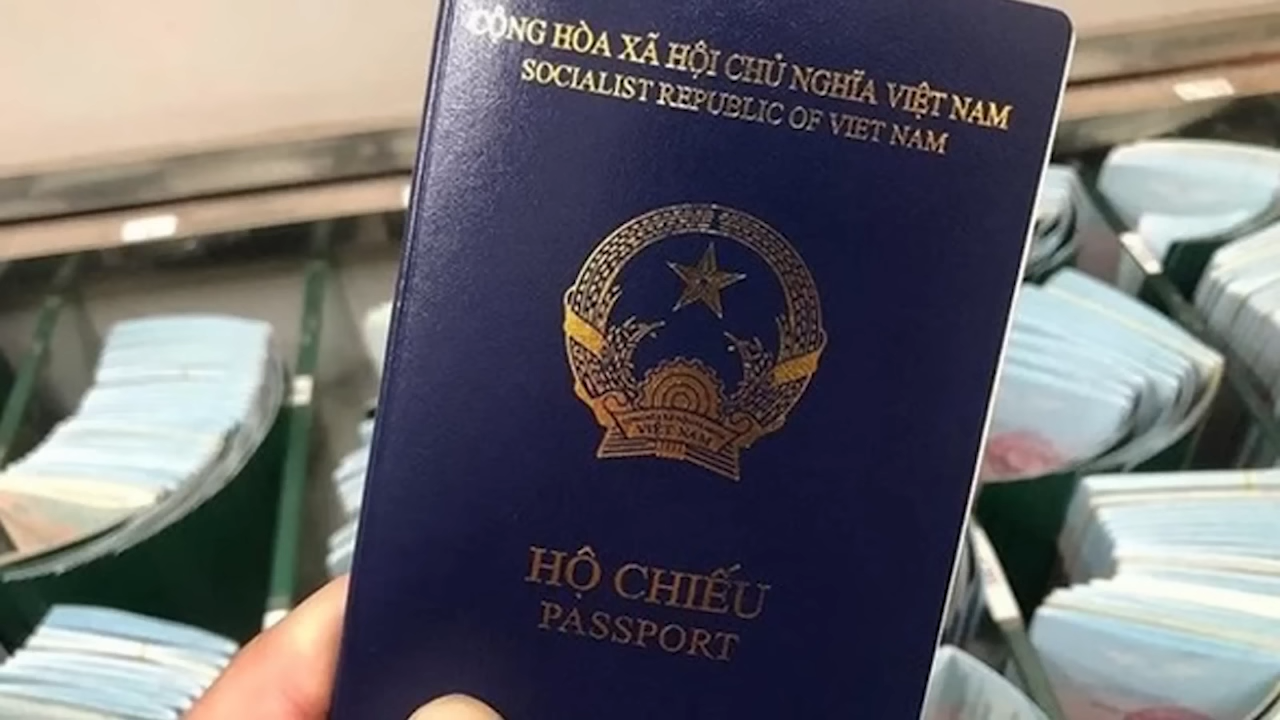 CỘNG HÒA XÃ HỘI CHỦ NGHĨA VIỆT NAM
SOCIALIST REPUBLIC OF VIET NAM
VIỆT NAM
HỘ CHIẾU
PASSPORT